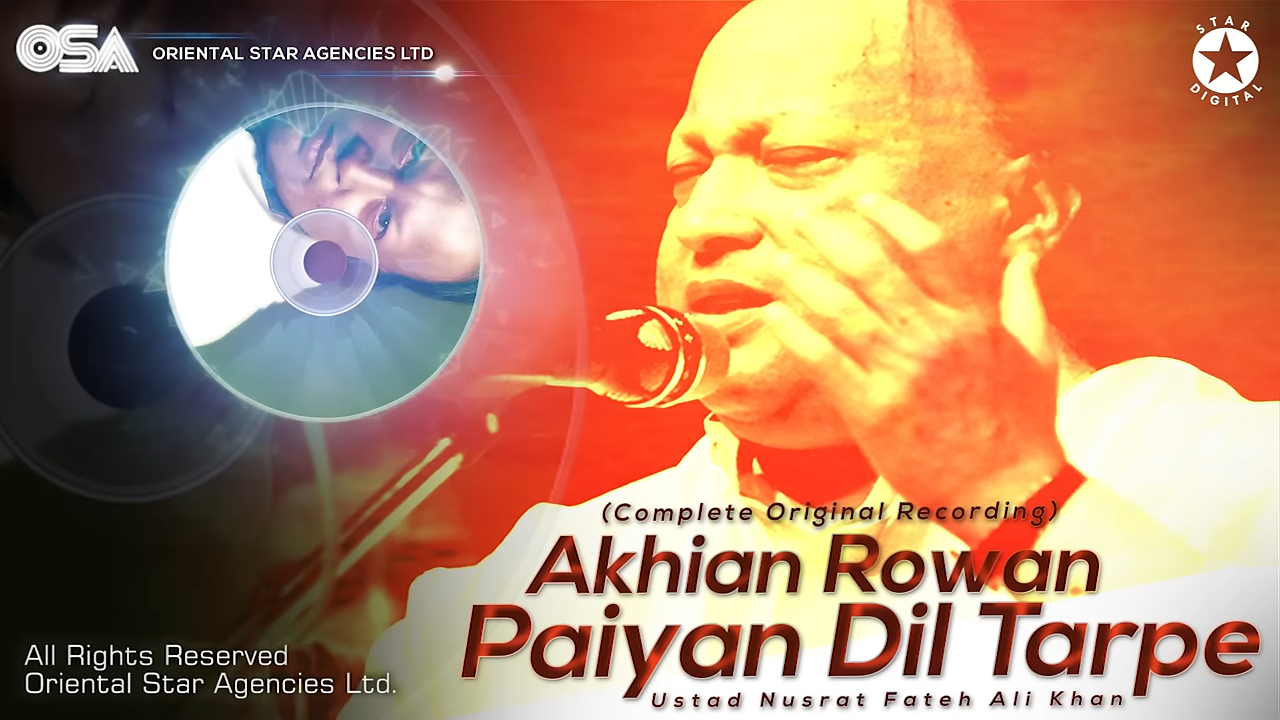 OSA
ORIENTAL STAR AGENCIES LTD
STAR
DIGITAL
(Complete Original Recording)
Akhian Rowan
Paiyan Dil Tarpe
Ustad Nusrat Fateh Ali Khan
All Rights Reserved
Oriental Star Agencies Ltd.